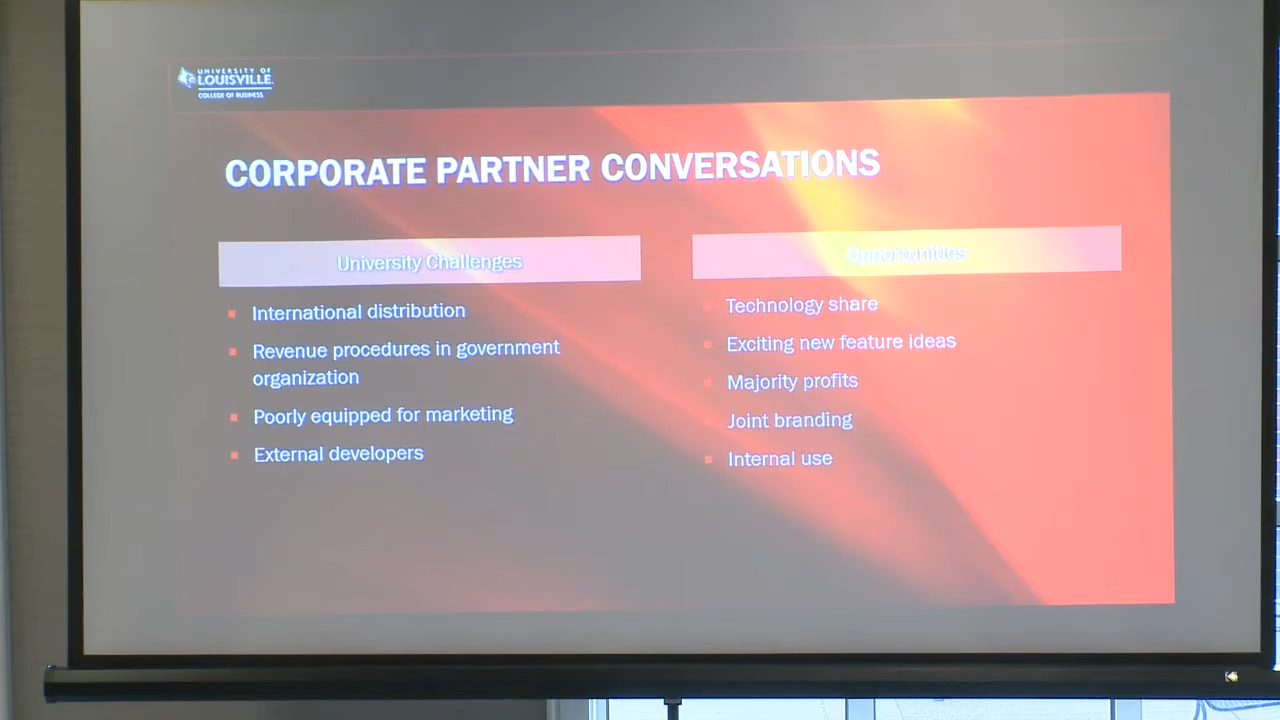 UNIVERSITY OF
LOUISVILLE.
COLLEGE OF BUSINESS
CORPORATE PARTNER CONVERSATIONS
University Challenges
International distribution
Revenue procedures in government
organization
Poorly equipped for marketing
External developers
Opportunities
Technology share
Exciting new feature ideas
Majority profits
Joint branding
Internal use